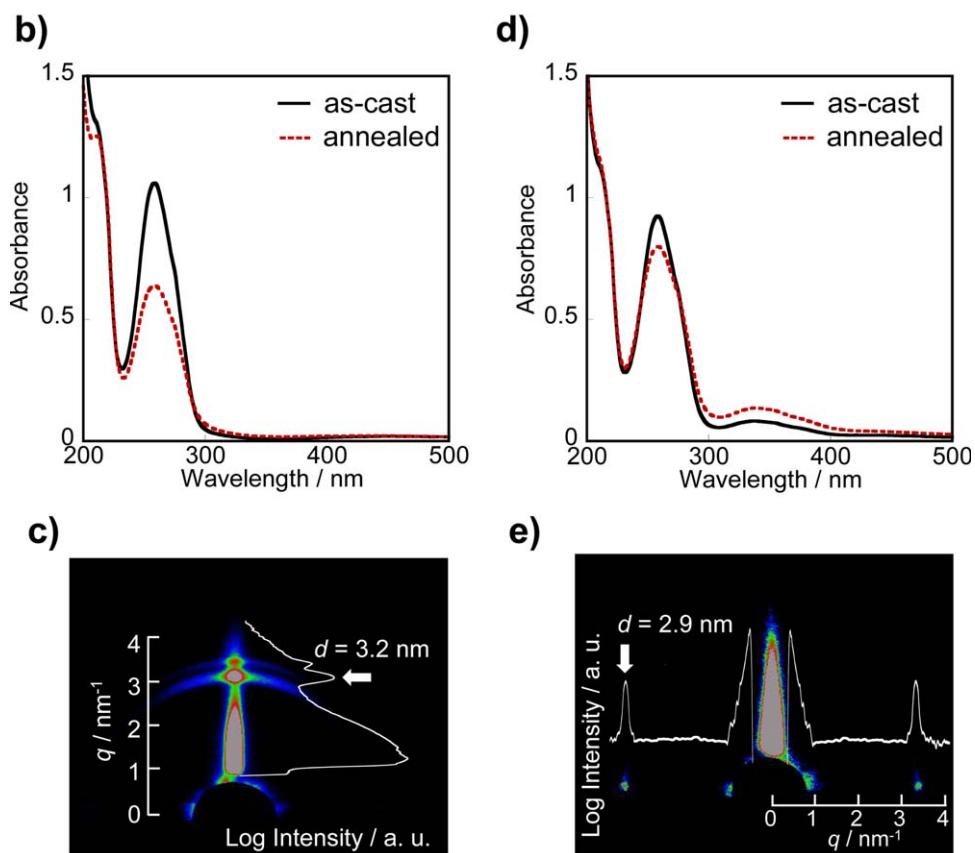 b)
1.5
1
0.5
0
Absorbance
as-cast
annealed
200 300 400 500
Wavelength / nm
d)
1.5
1
0.5
0
Absorbance
as-cast
annealed
200 300 400 500
Wavelength / nm
c)
4
3
2
1
0
q / nm-1
d = 3.2 nm
Log Intensity / a. u.
e)
d = 2.9 nm
Log Intensity / a. u.
0 1 2 3 4
q / nm-1